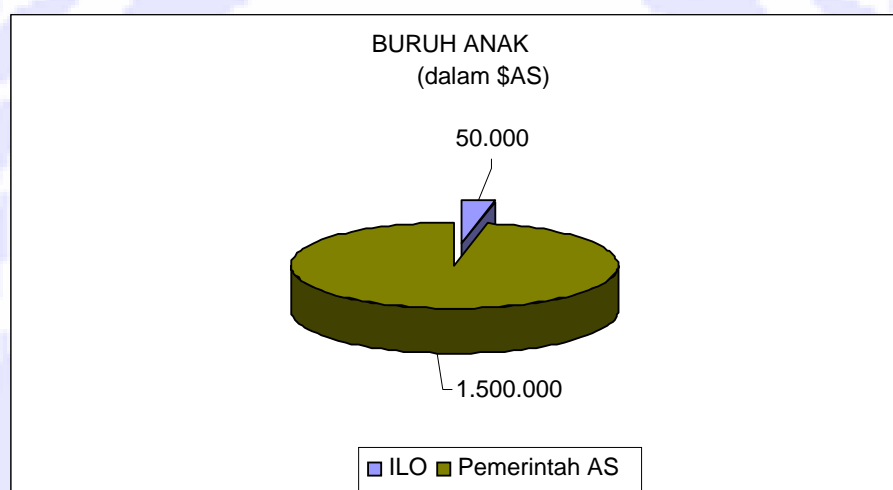 BURUH ANAK
(dalam $AS)
50.000
1.500.000
ILO Pemerintah AS